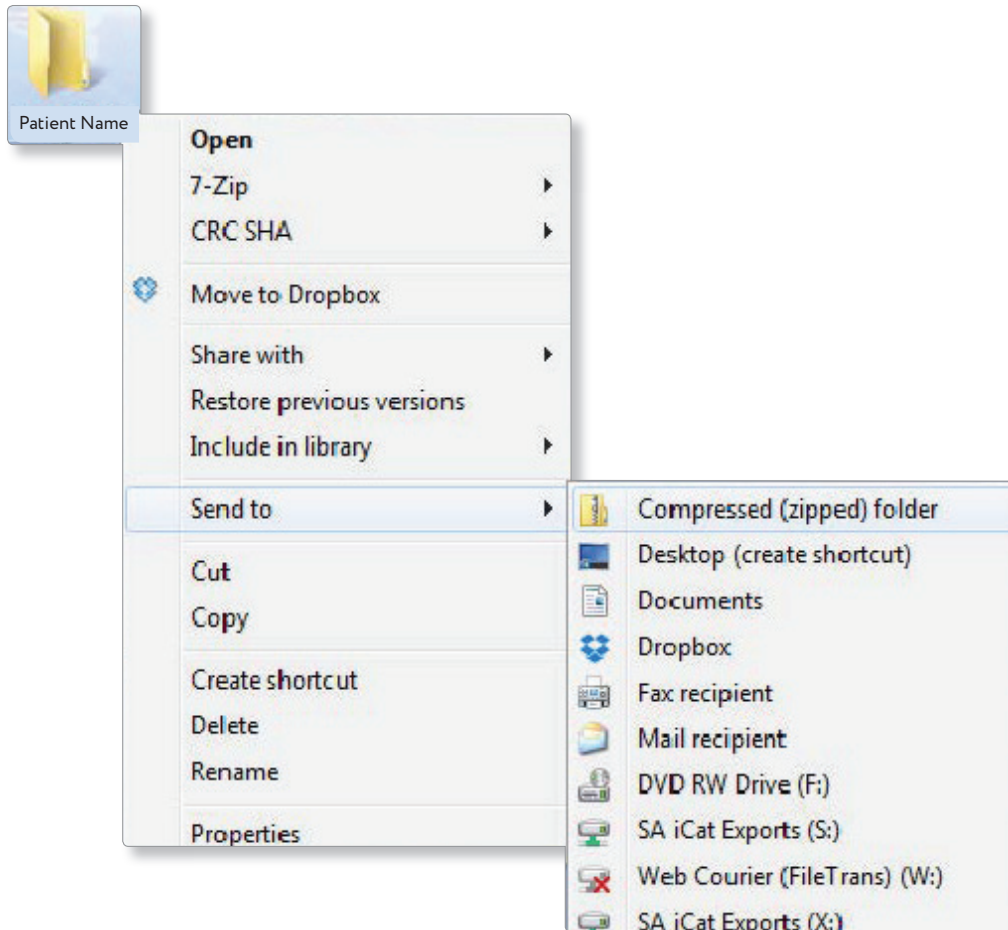 Patient Name
Open
7-Zip
CRC SHA
Move to Dropbox
Share with
Restore previous versions
Include in library
Send to
Cut
Copy
Create shortcut
Delete
Rename
Properties
Compressed (zipped) folder
Desktop (create shortcut)
Documents
Dropbox
Fax recipient
Mail recipient
DVD RW Drive (F:)
SA iCat Exports (S:)
Web Courier (FileTrans) (W:)
SA iCat Exports (X:)